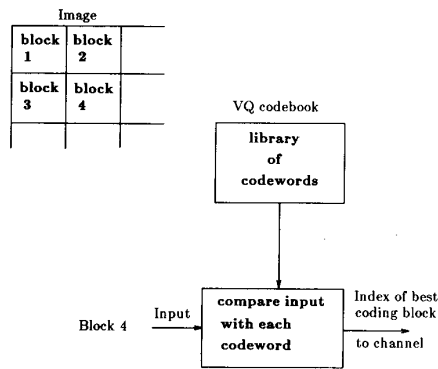 Image
block block
1 2
block block
3 4
VQ codebook
library
of
codewords
Block 4
Input
compare input
with each
codeword
Index of best
coding block
to channel